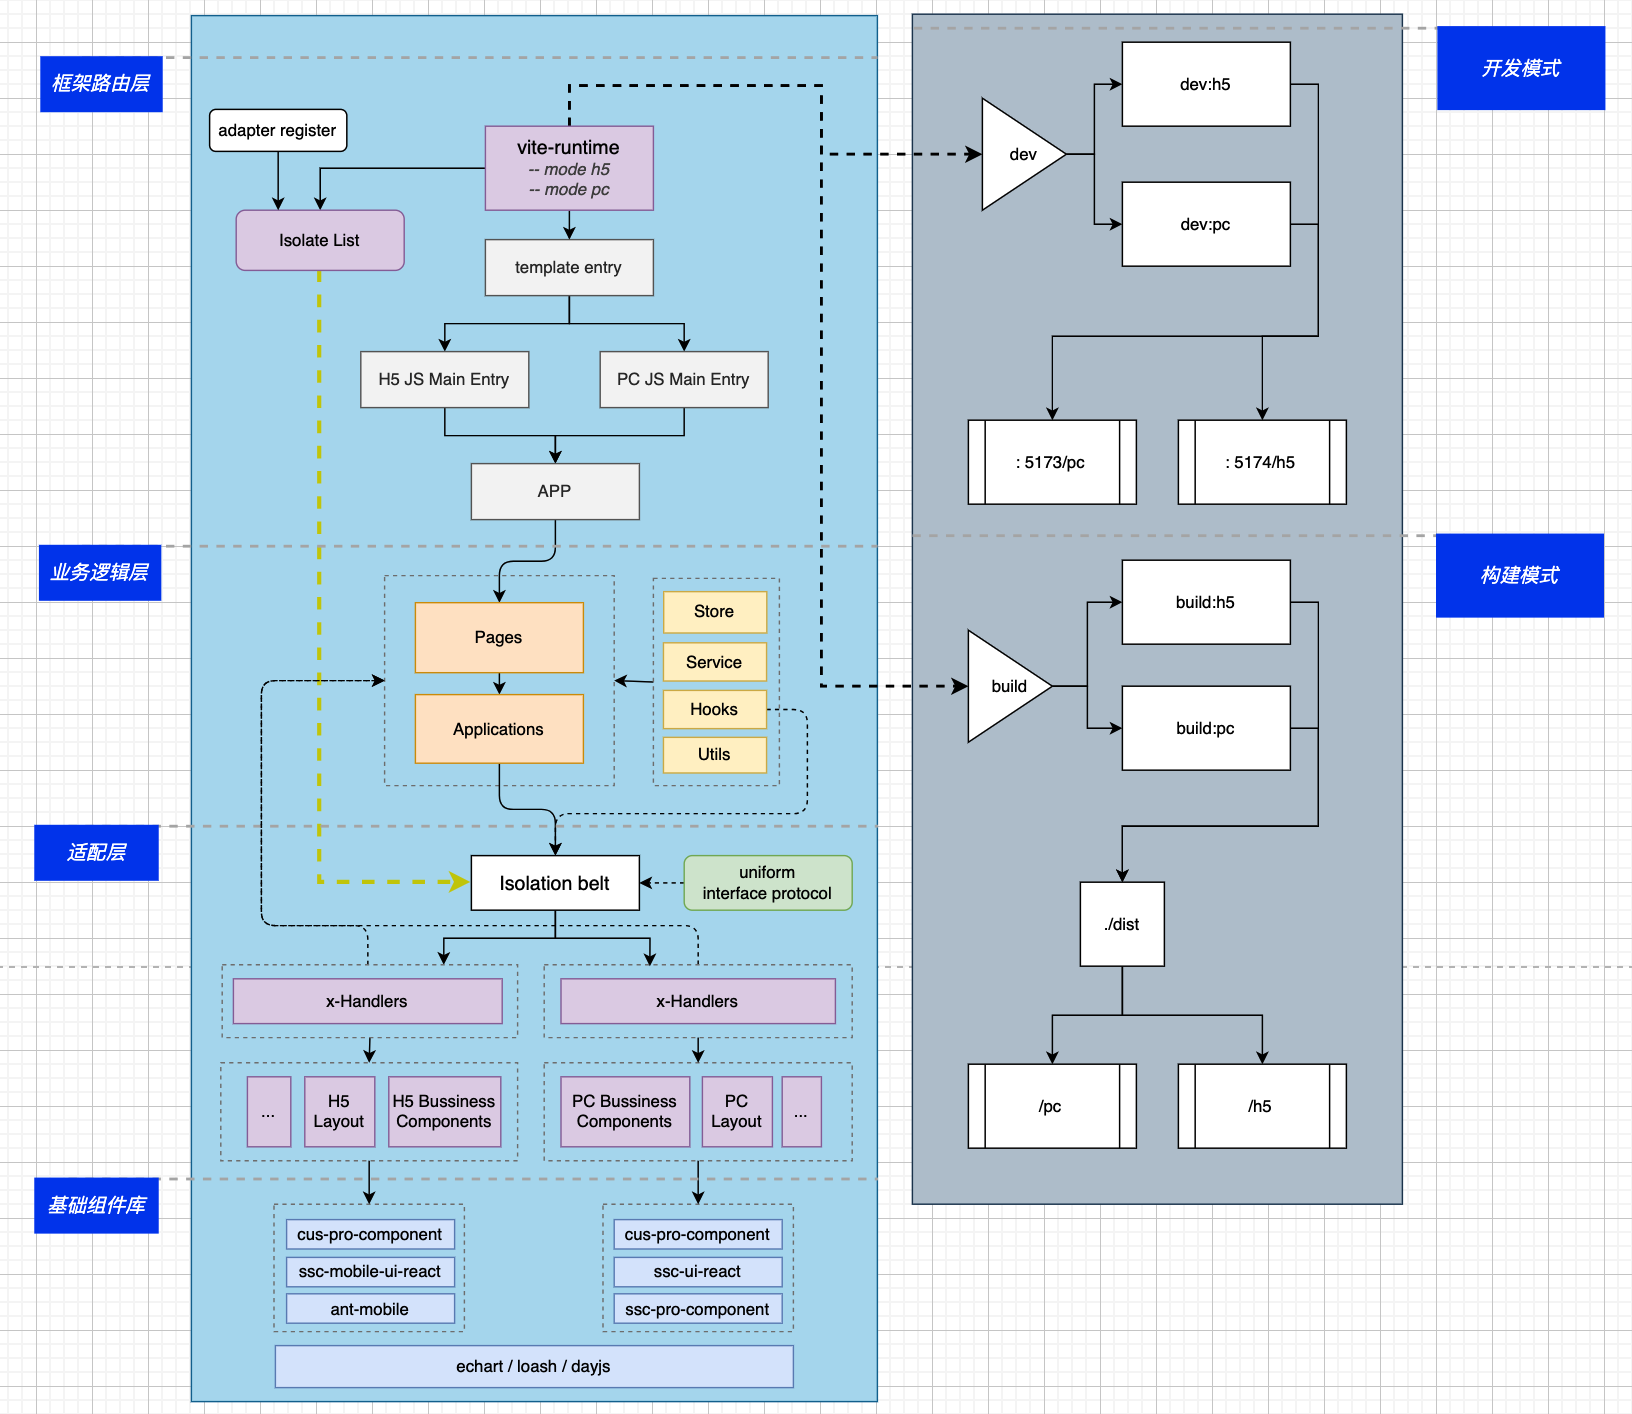 框架路由层
adapter register
vite-runtime
-- mode h5
-- mode pc
Isolate List
template entry
H5 JS Main Entry
PC JS Main Entry
APP
业务逻辑层
Pages
Applications
Store
Service
Hooks
Utils
适配层
Isolation belt
uniform
interface protocol
x-Handlers
x-Handlers
...
H5
Layout
H5 Bussiness
Components
PC Bussiness
Components
PC
Layout
...
基础组件库
cus-pro-component
ssc-mobile-ui-react
ant-mobile
cus-pro-component
ssc-ui-react
ssc-pro-component
echart / loash / dayjs
开发模式
dev
dev:h5
dev:pc
: 5173/pc
: 5174/h5
构建模式
build
build:h5
build:pc
./dist
/pc
/h5